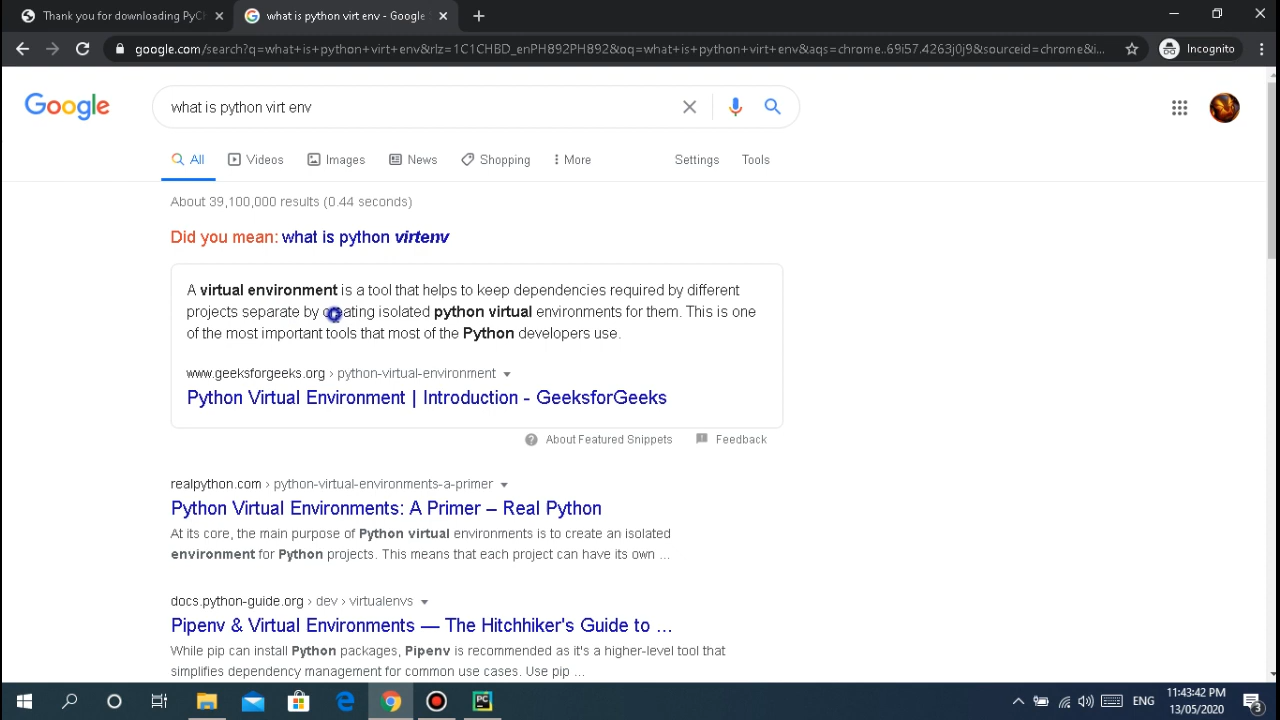 Thank you for downloading PyCh
what is python virt env - Google S
google.com/search?q=what+is+python+virt+env&rlz=1C1CHBD_enPH892PH892&oq=what+is+python+virt+env&aqs=chrome..69i57.4263j0j9&sourceid=chrome&i...
Incognito
Google
what is python virt env
All
Videos
Images
News
Shopping
More
Settings
Tools
About 39,100,000 results (0.44 seconds)
Did you mean: what is python virtenv
A virtual environment is a tool that helps to keep dependencies required by different
projects separate by creating isolated python virtual environments for them. This is one
of the most important tools that most of the Python developers use.
www.geeksforgeeks.org › python-virtual-environment
Python Virtual Environment | Introduction - GeeksforGeeks
About Featured Snippets
Feedback
realpython.com › python-virtual-environments-a-primer
Python Virtual Environments: A Primer – Real Python
At its core, the main purpose of Python virtual environments is to create an isolated
environment for Python projects. This means that each project can have its own ...
docs.python-guide.org › dev › virtualenvs
Pipenv & Virtual Environments — The Hitchhiker's Guide to ...
While pip can install Python packages, Pipenv is recommended as it's a higher-level tool that
simplifies dependency management for common use cases. Use pip ...
PC
ENG
11:43:42 PM
13/05/2020
3